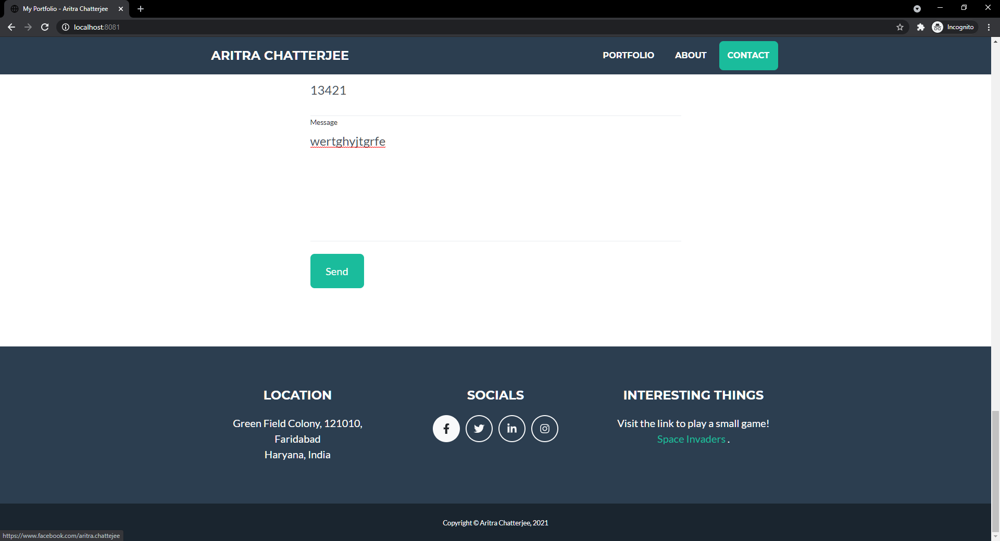 My Portfolio - Aritra Chatterjee
localhost:8081
Incognito
ARITRA CHATTERJEE
PORTFOLIO
ABOUT
CONTACT
13421
Message
wertghyjtgrfe
Send
LOCATION
Green Field Colony, 121010,
Faridabad
Haryana, India
SOCIALS
INTERESTING THINGS
Visit the link to play a small game!
Space Invaders .
Copyright © Aritra Chatterjee, 2021
https://www.facebook.com/aritra.chattejee